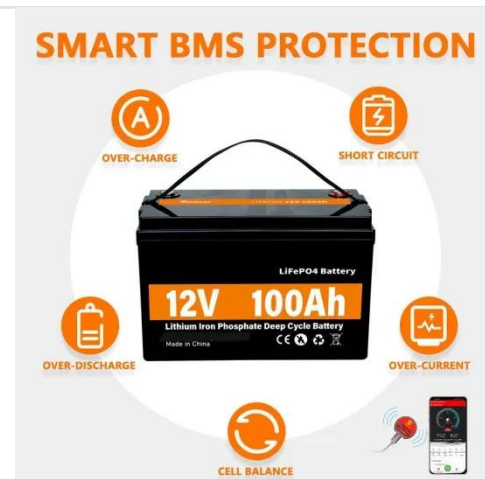 SMART BMS PROTECTION
OVER-CHARGE
SHORT CIRCUIT
LiFePO4 Battery
12V 100Ah
Lithium Iron Phosphate Deep Cycle Battery
Made in China
CE
OVER-DISCHARGE
OVER-CURRENT
CELL BALANCE